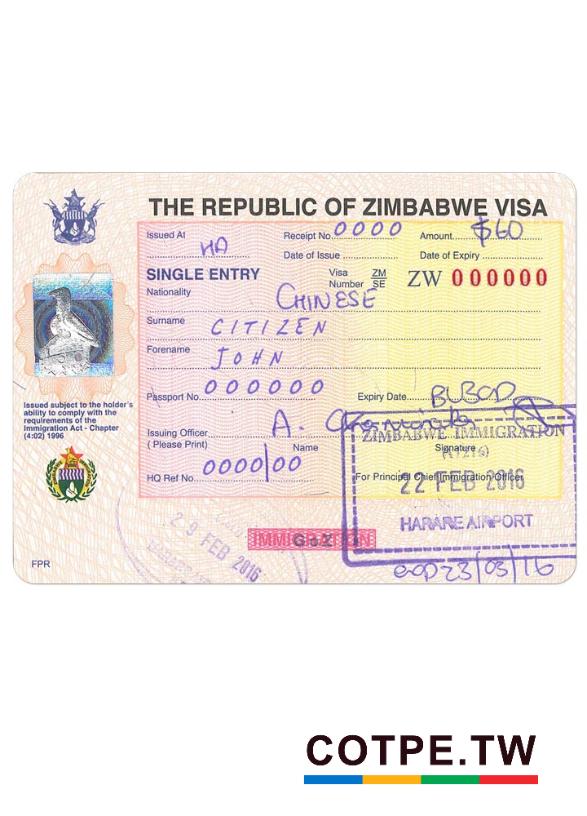 THE REPUBLIC OF ZIMBABWE VISA
Issued At HA Receipt No. 0000 Amount $60
Date of Issue Date of Expiry
SINGLE ENTRY Visa Number ZM SE ZW 000000
Nationality CHINESE
Surname CITIZEN
Forename JOHN
Passport No. 000000 Expiry Date
Issued subject to the holder's
ability to comply with the
requirements of the
Immigration Act - Chapter
(4:02) 1996
Issuing Officer A.
( Please Print) Name Signature
ZIMBABWE IMMIGRATION
HQ Ref No. 0000/00 For Principal Chief Immigration Officer
22 FEB 2016
HARARE AIRPORT
29 FEB 2016
IMMIGRATION
GoZ
23/03/16
FPR
COTPE.TW